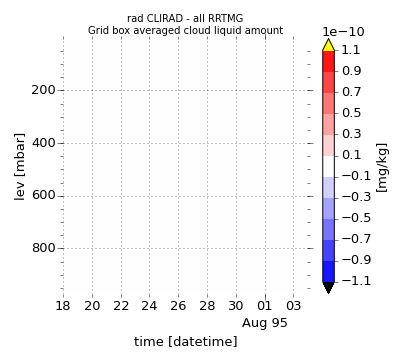 rad CLIRAD - all RRTMG
Grid box averaged cloud liquid amount
1e−10
1.1
0.9
0.7
0.5
0.3
0.1
−0.1
−0.3
−0.5
−0.7
−0.9
−1.1
[mg/kg]
lev [mbar]
200
400
600
800
18 20 22 24 26 28 30 01 03
Aug 95
time [datetime]